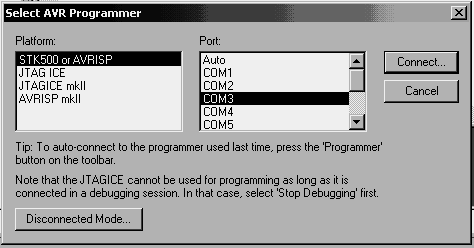 Select AVR Programmer
Platform:
Port:
STK500 or AVRISP
JTAG ICE
JTAGICE mkII
AVRISP mkII
Auto
COM1
COM2
COM3
COM4
COM5
Connect...
Cancel
Tip: To auto-connect to the programmer used last time, press the 'Programmer'
button on the toolbar.
Note that the JTAGICE cannot be used for programming as long as it is
connected in a debugging session. In that case, select 'Stop Debugging' first.
Disconnected Mode...